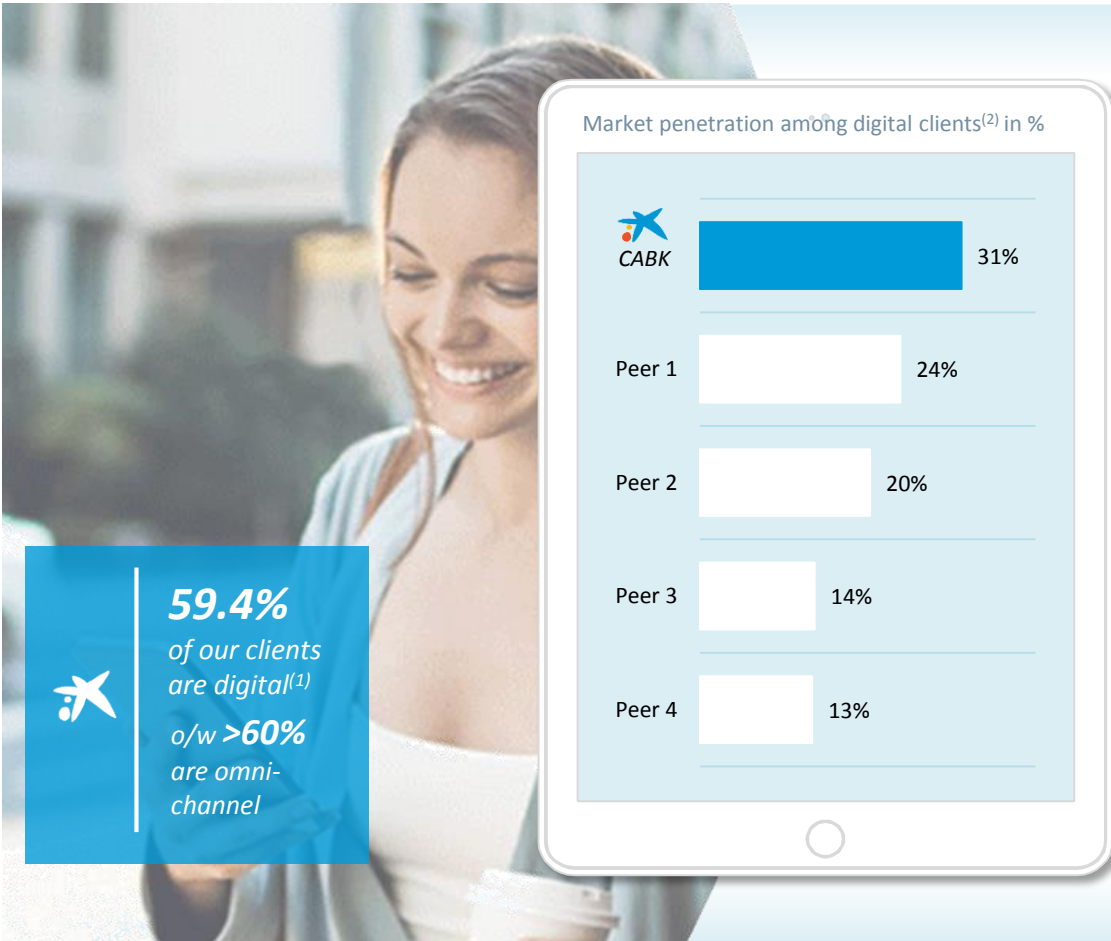 Market penetration among digital clients(2) in %
CABK
31%
Peer 1
24%
Peer 2
20%
Peer 3
14%
Peer 4
13%
59.4%
of our clients
are digital(1)
o/w >60%
are omni-
channel